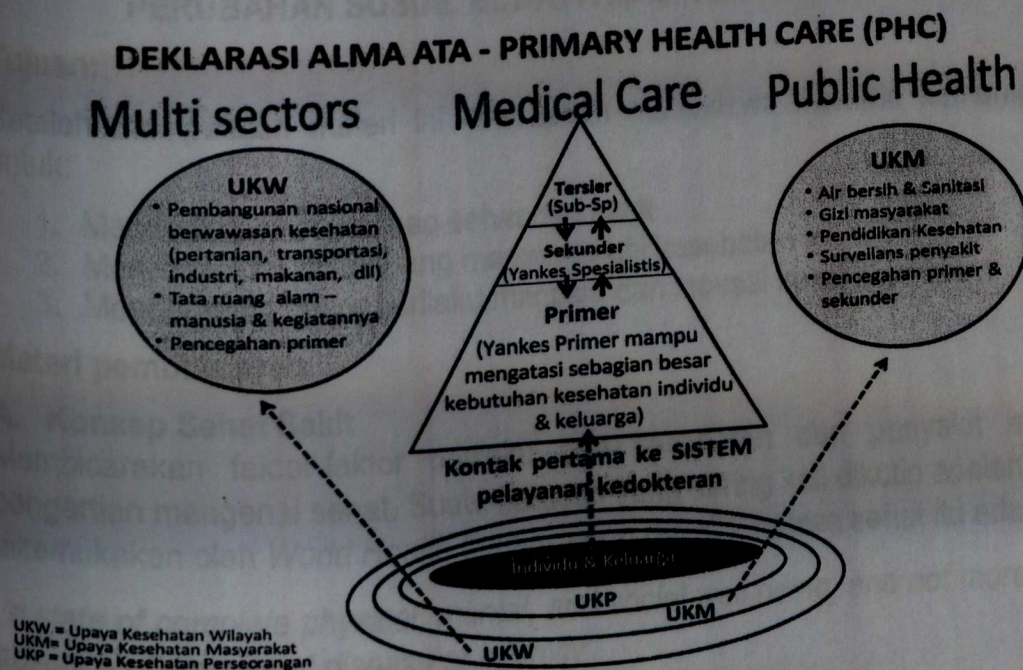 DEKLARASI ALMA ATA - PRIMARY HEALTH CARE (PHC)
Multi sectors
UKW
• Pembangunan nasional
berwawasan kesehatan
(pertanian, transportasi,
industri, makanan, dll)
• Tata ruang alam –
manusia & kegiatannya
• Pencegahan primer
Medical Care
Tersier
(Sub-Sp)
Sekunder
(Yankes Spesialistis)
Primer
(Yankes Primer mampu
mengatasi sebagian besar
kebutuhan kesehatan individu
& keluarga)
Kontak pertama ke SISTEM
pelayanan kedokteran
Public Health
UKM
• Air bersih & Sanitasi
• Gizi masyarakat
• Pendidikan Kesehatan
• Surveilans penyakit
• Pencegahan primer &
sekunder
Individu & Keluarga
UKP
UKM
UKW
UKW = Upaya Kesehatan Wilayah
UKM= Upaya Kesehatan Masyarakat
UKP = Upaya Kesehatan Perseorangan